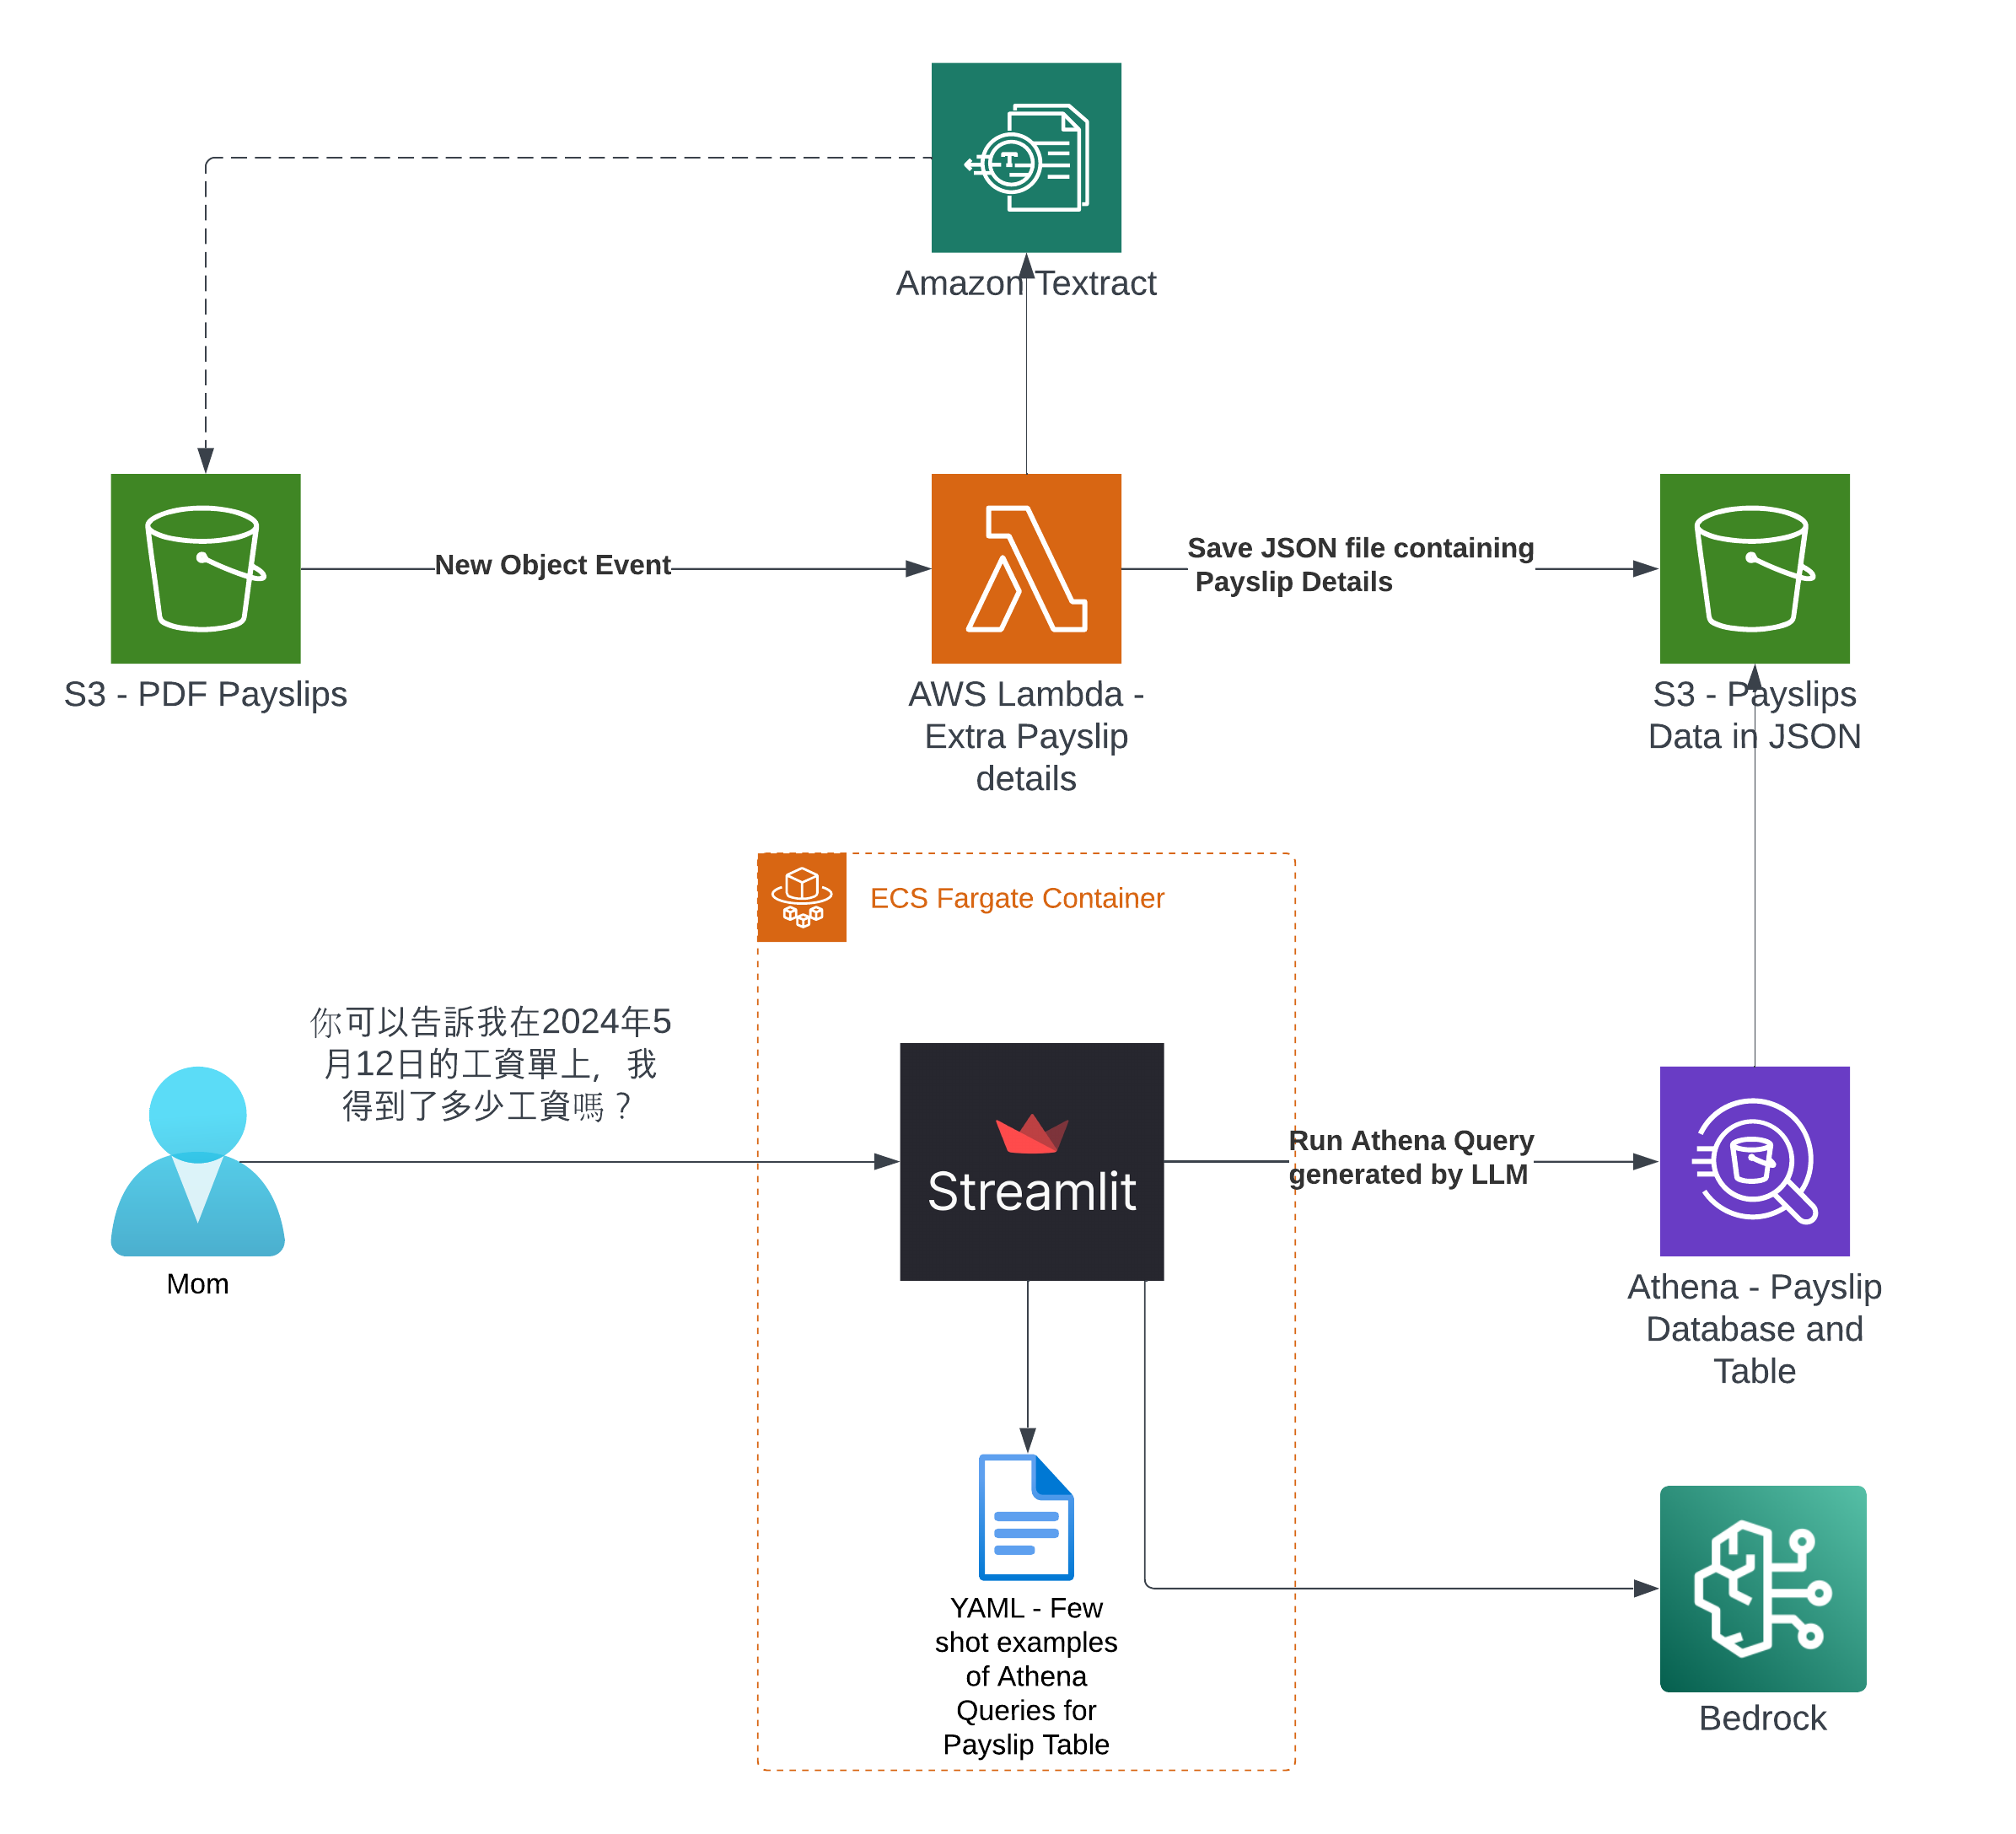 Amazon Textract
New Object Event
Save JSON file containing
Payslip Details
S3 - PDF Payslips
AWS Lambda -
Extra Payslip
details
S3 - Payslips
Data in JSON
ECS Fargate Container
你可以告訴我在2024年5
月12日的工資單上，我
得到了多少工資嗎？
Mom
Streamlit
Run Athena Query
generated by LLM
Athena - Payslip
Database and
Table
YAML - Few
shot examples
of Athena
Queries for
Payslip Table
Bedrock